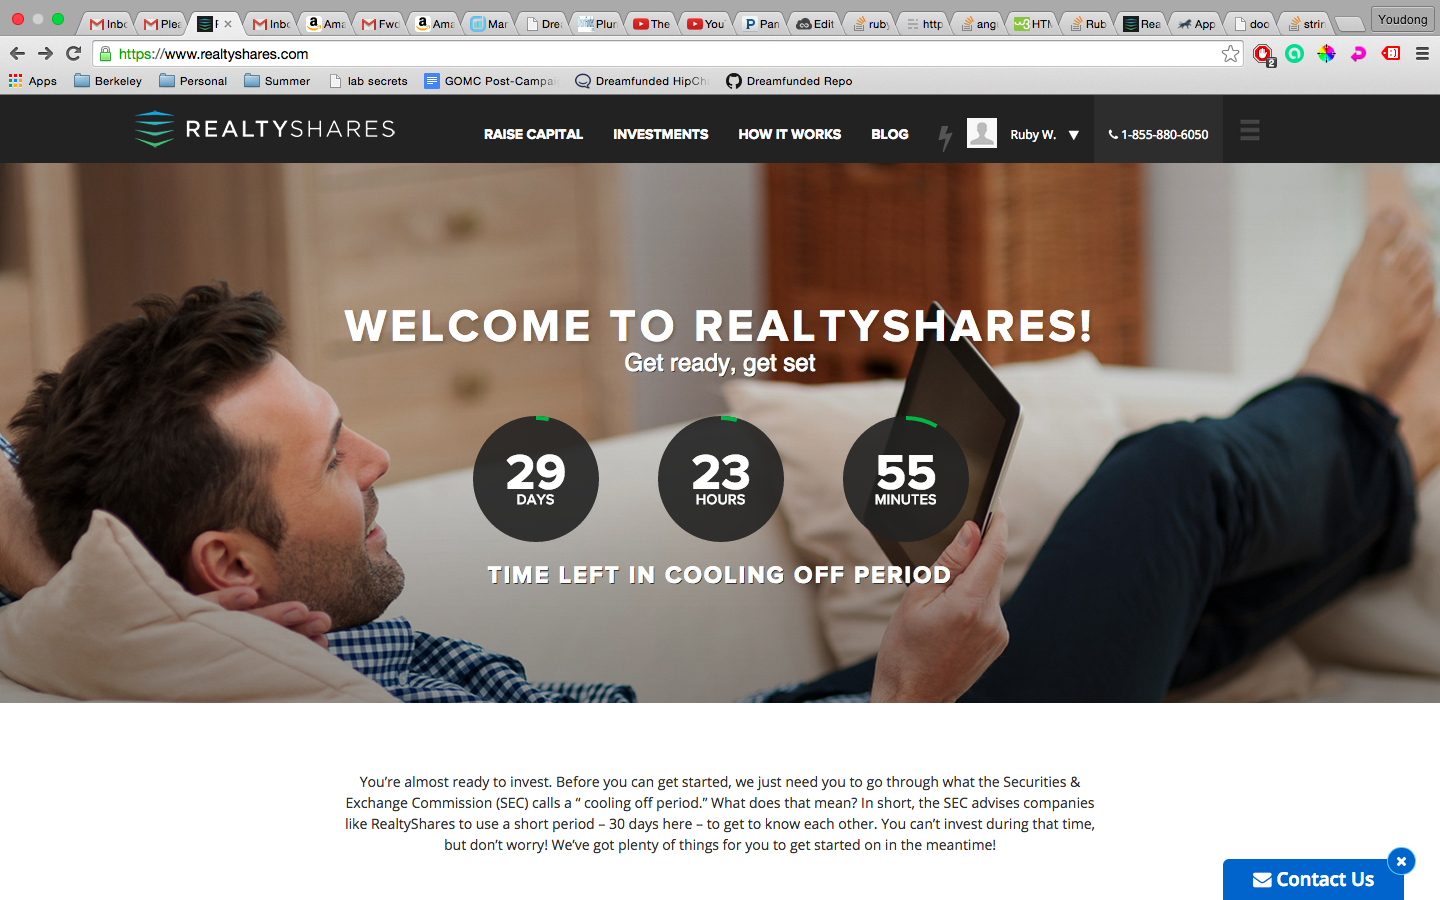 Inbo
Plea
F
Inbo
Ama
Fwd
Ama
Mar
Drea
Plun
The
You
Pan
Edit
ruby
http
ang
HTM
Rub
Rea
App
doc
strin
Youdong
https://www.realtyshares.com
2
Apps
Berkeley
Personal
Summer
lab secrets
GOMC Post-Campai
Dreamfunded HipCh
Dreamfunded Repo
REALTYSHARES
RAISE CAPITAL
INVESTMENTS
HOW IT WORKS
BLOG
Ruby W.
1-855-880-6050
WELCOME TO REALTYSHARES!
Get ready, get set
29
DAYS
23
HOURS
55
MINUTES
TIME LEFT IN COOLING OFF PERIOD
You’re almost ready to invest. Before you can get started, we just need you to go through what the Securities &
Exchange Commission (SEC) calls a “ cooling off period.” What does that mean? In short, the SEC advises companies
like RealtyShares to use a short period – 30 days here – to get to know each other. You can’t invest during that time,
but don’t worry! We’ve got plenty of things for you to get started on in the meantime!
Contact Us